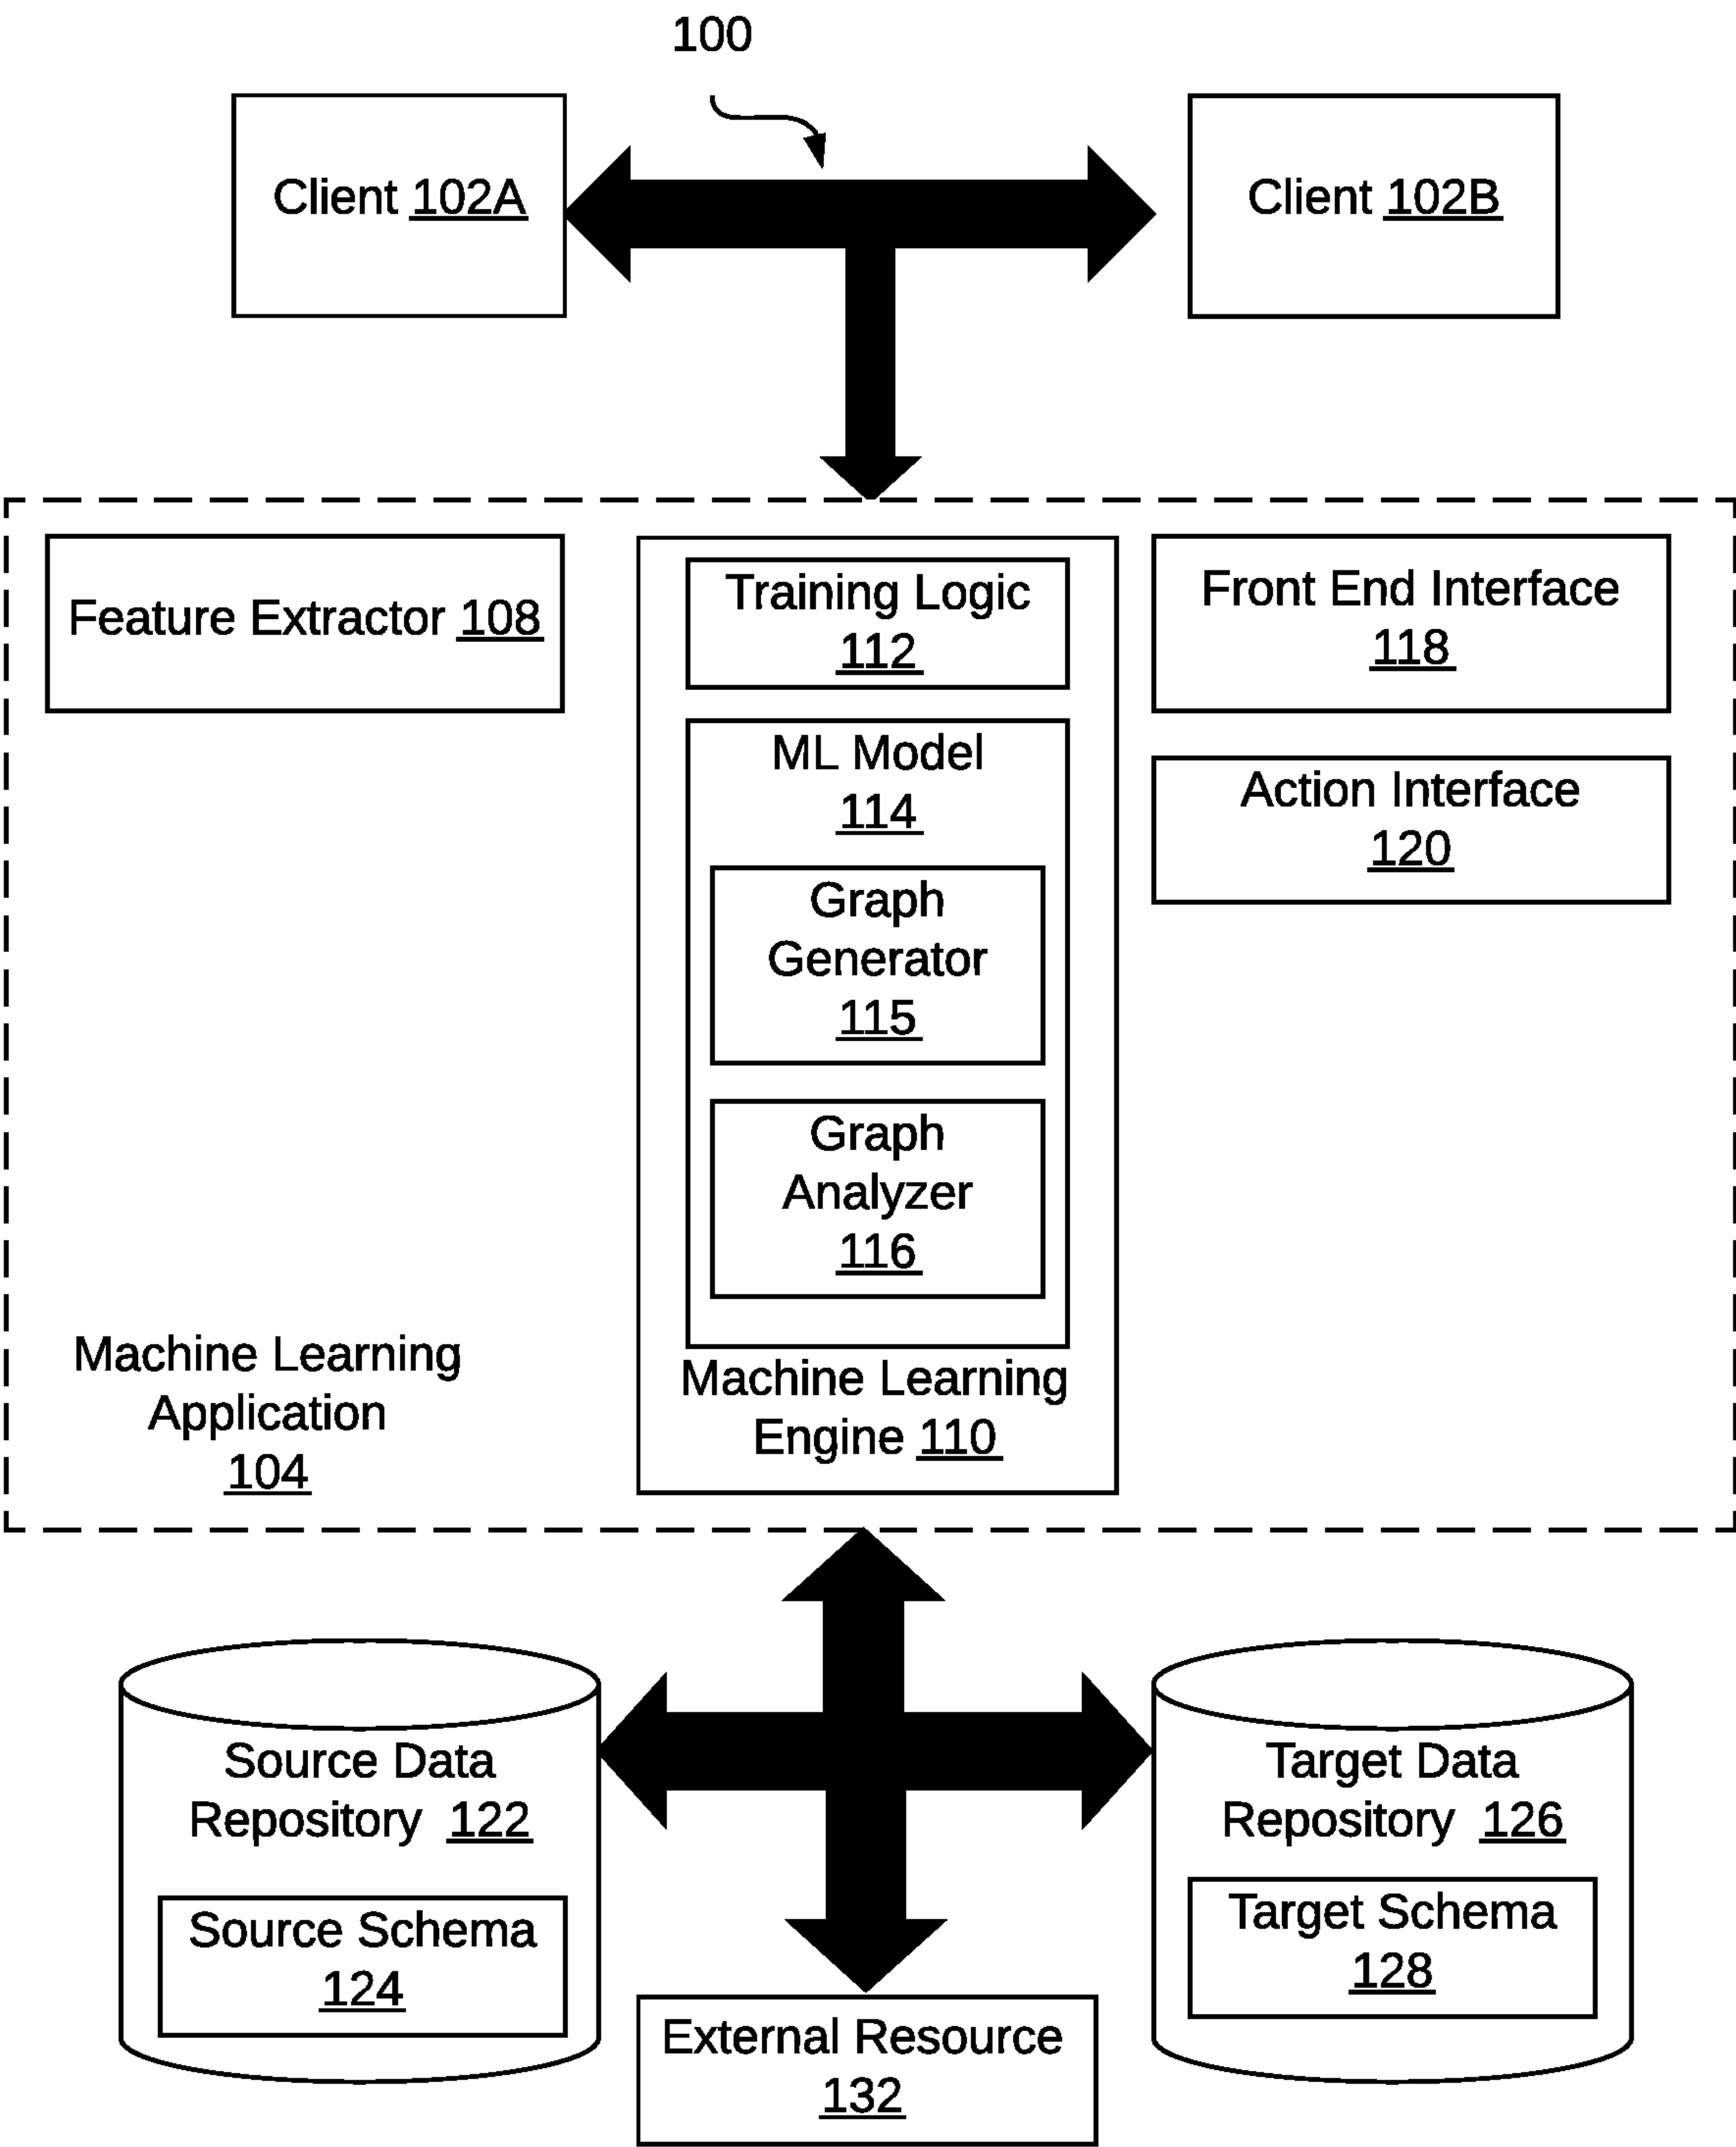 100
Client 102A
Client 102B
Feature Extractor 108
Training Logic
112
ML Model
114
Graph
Generator
115
Graph
Analyzer
116
Machine Learning
Engine 110
Front End Interface
118
Action Interface
120
Machine Learning
Application
104
Source Data
Repository 122
Source Schema
124
Target Data
Repository 126
Target Schema
128
External Resource
132